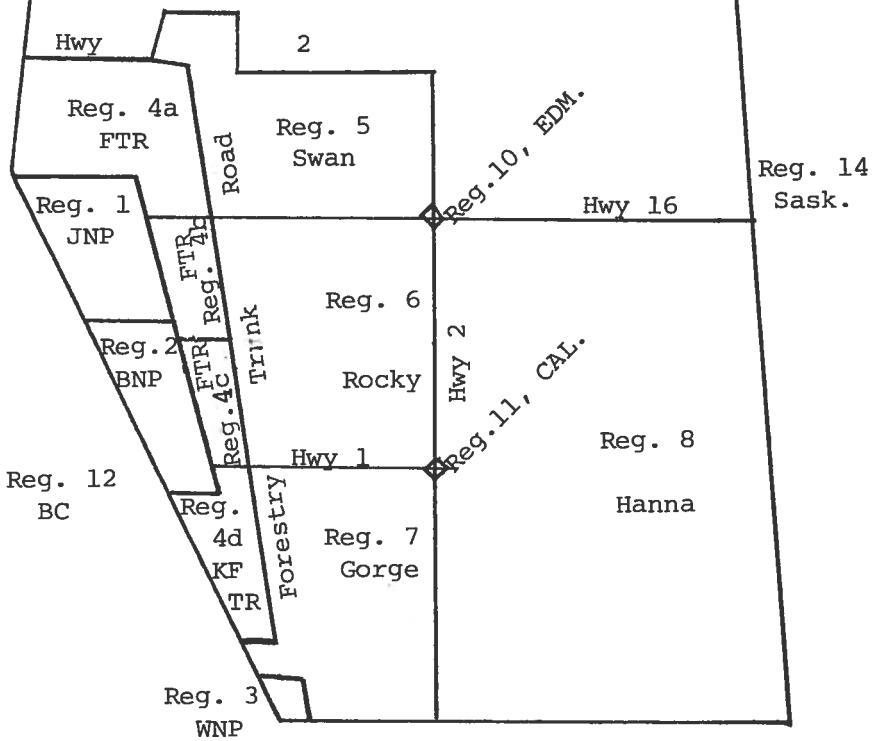 Hwy
2
Reg. 4a
FTR
Road
Reg. 5
Swan
Reg.10, EDM.
Reg. 14
Sask.
Reg. 1
JNP
Hwy 16
FTR
Reg. 4b
Reg. 6
Rocky
Trunk
Hwy 2
Reg.2
BNP
FTR
Reg.4c
Reg.11, CAL.
Hwy 1
Reg. 8
Hanna
Reg. 12
BC
Reg.
4d
KF
TR
Forestry
Reg. 7
Gorge
Reg. 3
WNP